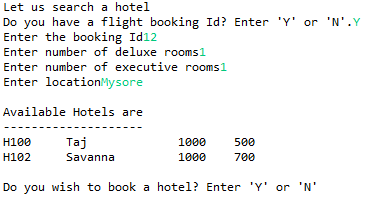 Let us search a hotel
Do you have a flight booking Id? Enter 'Y' or 'N'.Y
Enter the booking Id12
Enter number of deluxe rooms1
Enter number of executive rooms1
Enter locationMysore
Available Hotels are
--------------------
H100 Taj 1000 500
H102 Savanna 1000 700
Do you wish to book a hotel? Enter 'Y' or 'N'